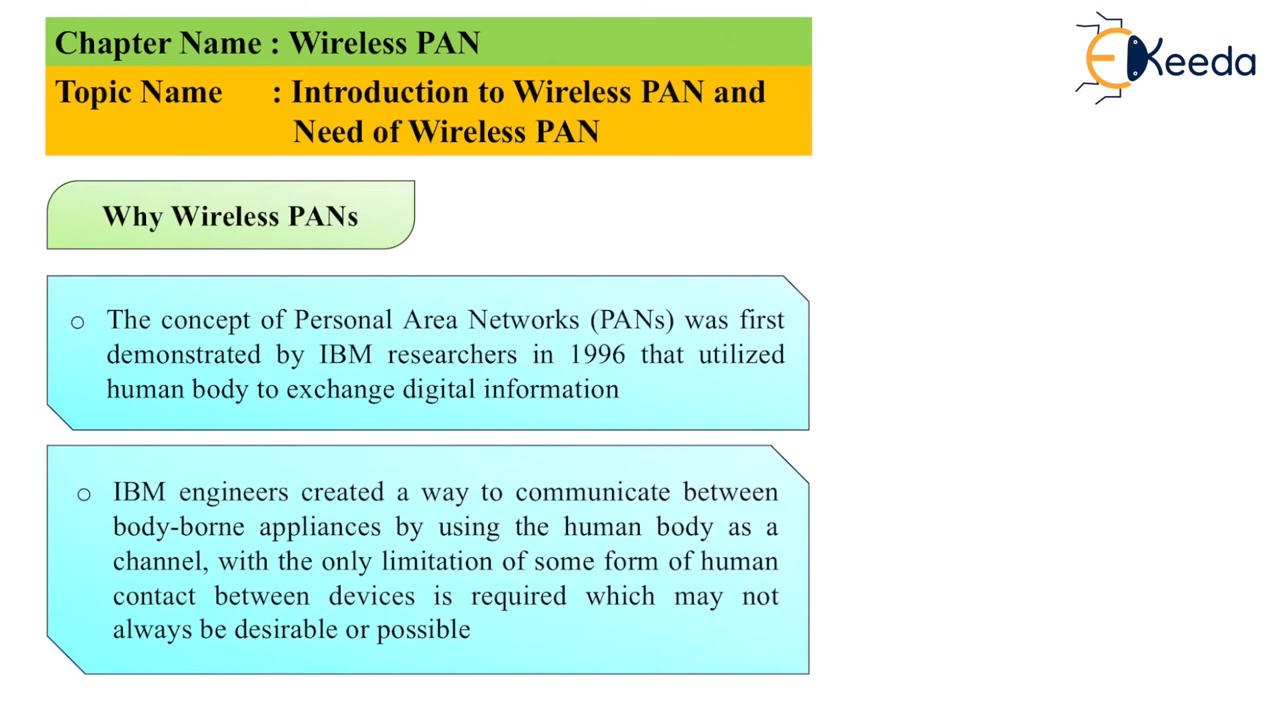 Chapter Name : Wireless PAN
EKeeda
Topic Name : Introduction to Wireless PAN and
Need of Wireless PAN
Why Wireless PANs
o The concept of Personal Area Networks (PANs) was first
demonstrated by IBM researchers in 1996 that utilized
human body to exchange digital information
o IBM engineers created a way to communicate between
body-borne appliances by using the human body as a
channel, with the only limitation of some form of human
contact between devices is required which may not
always be desirable or possible